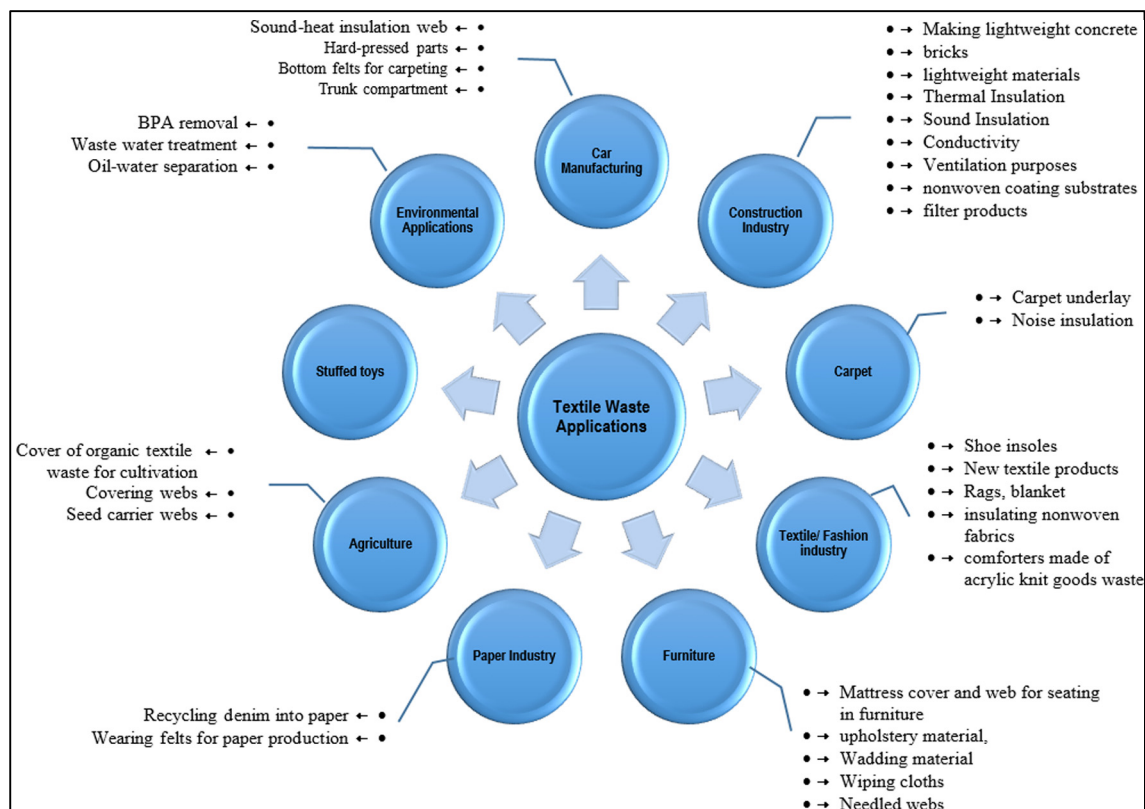 Sound-heat insulation web ← •
Hard-pressed parts ← •
Bottom felts for carpeting ← •
Trunk compartment ← •
Car
Manufacturing
• → Making lightweight concrete
• → bricks
• → lightweight materials
• → Thermal Insulation
• → Sound Insulation
• → Conductivity
• → Ventilation purposes
• → nonwoven coating substrates
• → filter products
Construction
Industry
BPA removal ← •
Waste water treatment ← •
Oil-water separation ← •
Environmental
Applications
• → Carpet underlay
• → Noise insulation
Carpet
Stuffed toys
Textile Waste
Applications
Cover of organic textile ← •
waste for cultivation
Covering webs ← •
Seed carrier webs ← •
Agriculture
• → Shoe insoles
• → New textile products
• → Rags, blanket
• → insulating nonwoven
fabrics
• → comforters made of
acrylic knit goods waste
Textile/ Fashion
industry
Paper Industry
Recycling denim into paper ← •
Wearing felts for paper production ← •
Furniture
• → Mattress cover and web for seating
in furniture
• → upholstery material,
• → Wadding material
• → Wiping cloths
• → Needled webs